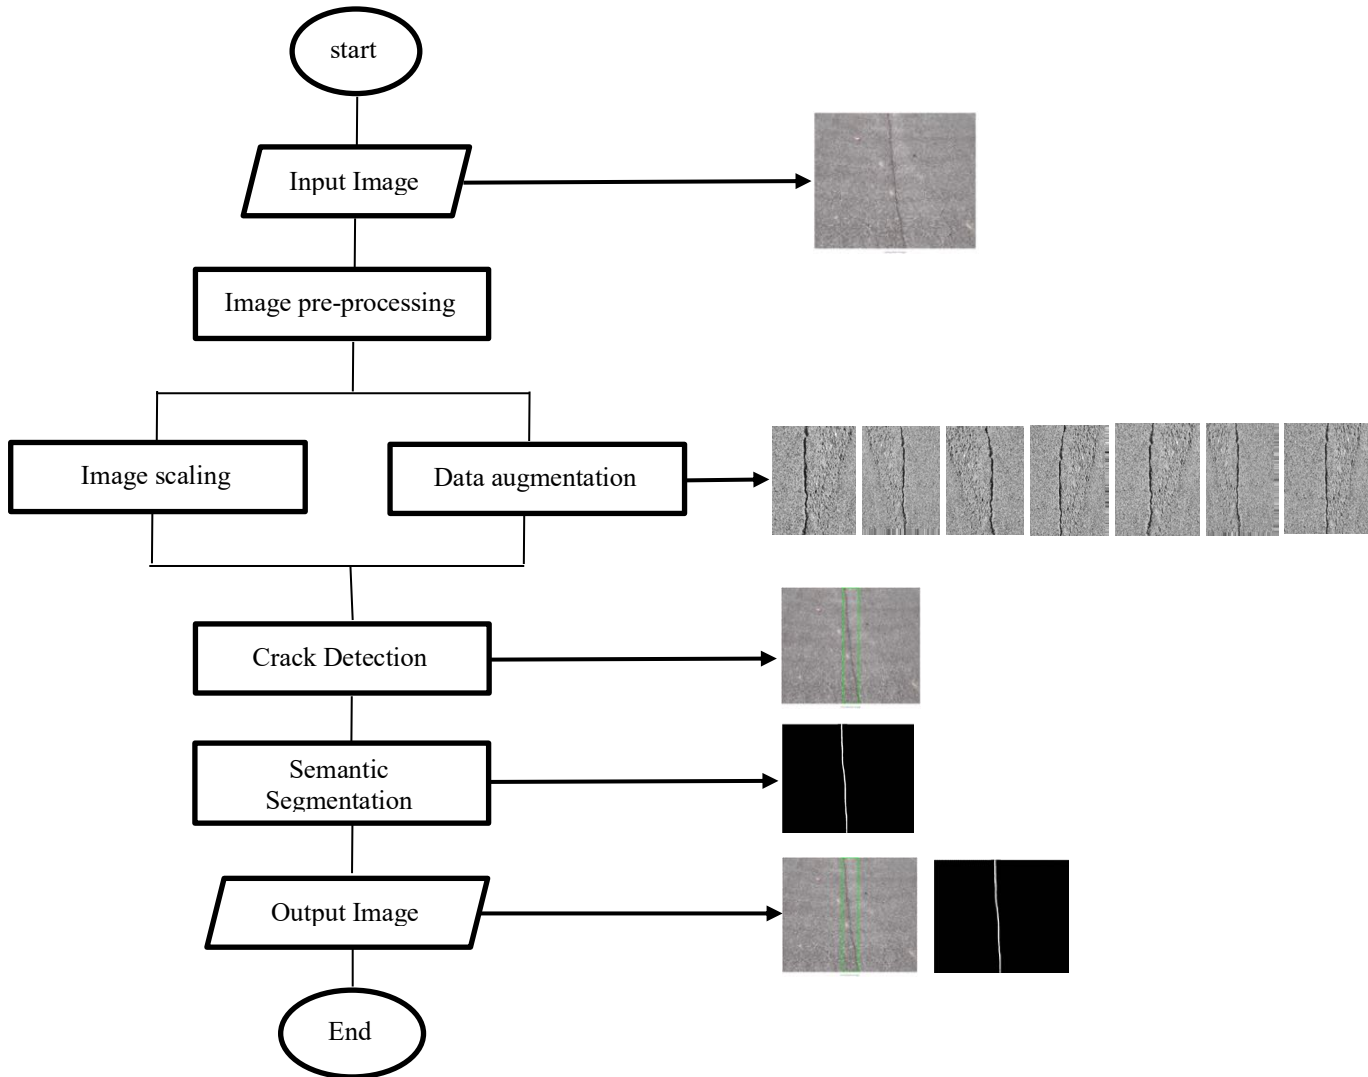 start
Input Image
Image pre-processing
Image scaling
Data augmentation
Crack Detection
Semantic
Segmentation
Output Image
End